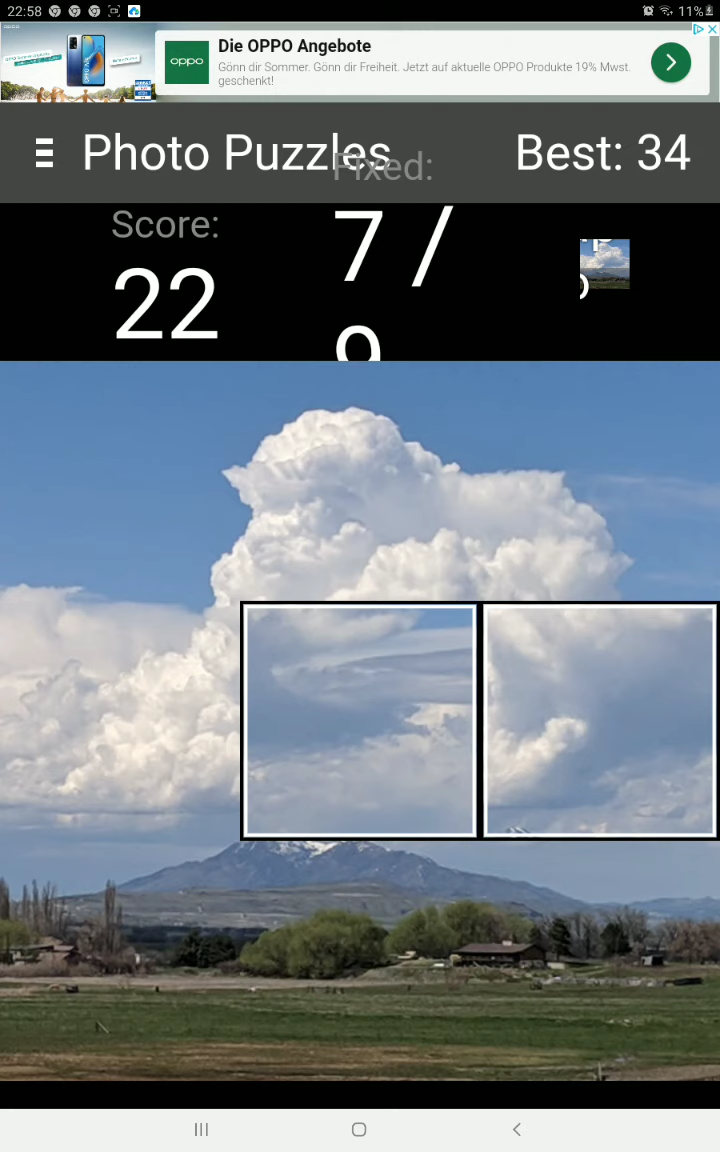 22:58
11%
Die OPPO Angebote
oppo
Gönn dir Sommer. Gönn dir Freiheit. Jetzt auf aktuelle OPPO Produkte 19% Mwst.
geschenkt!
Photo Puzzles
Best: 34
Fixed:
Score:
7 /
22
9